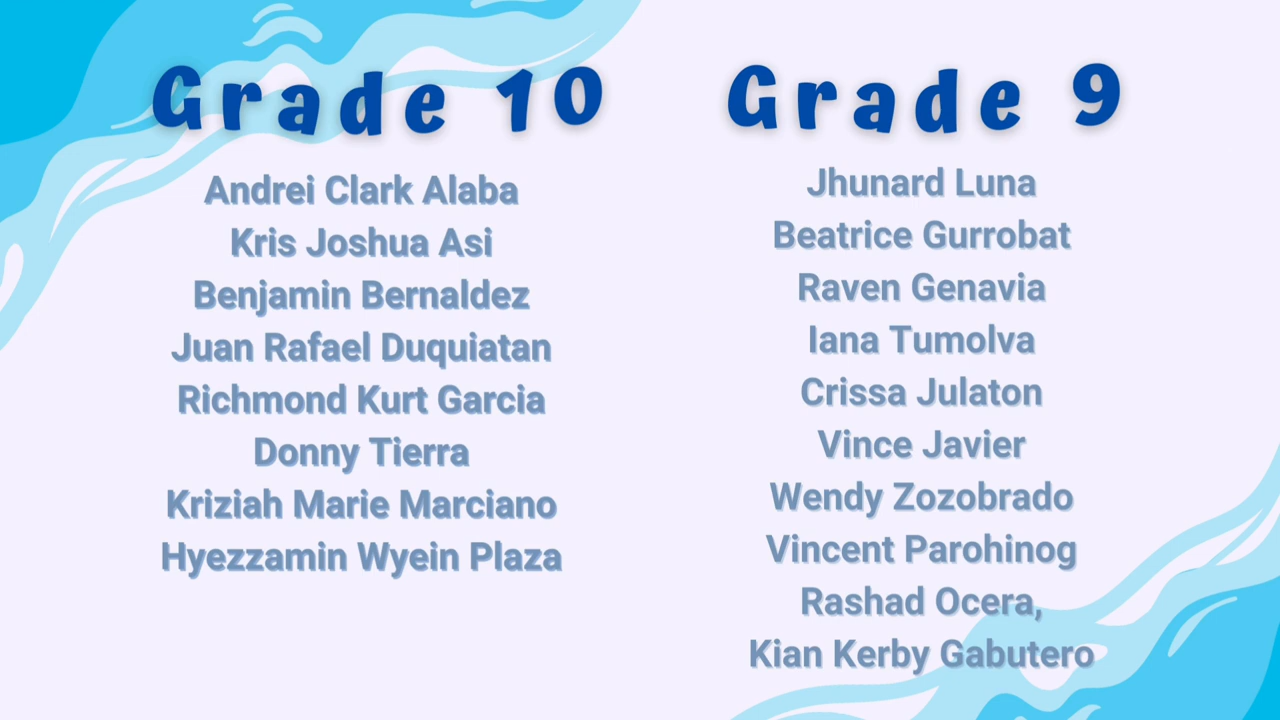 Grade 10
Andrei Clark Alaba
Kris Joshua Asi
Benjamin Bernaldez
Juan Rafael Duquiatan
Richmond Kurt Garcia
Donny Tierra
Kriziah Marie Marciano
Hyezzamin Wyein Plaza
Grade 9
Jhunard Luna
Beatrice Gurrobat
Raven Genavia
Iana Tumolva
Crissa Julaton
Vince Javier
Wendy Zozobrado
Vincent Parohinog
Rashad Ocera,
Kian Kerby Gabutero